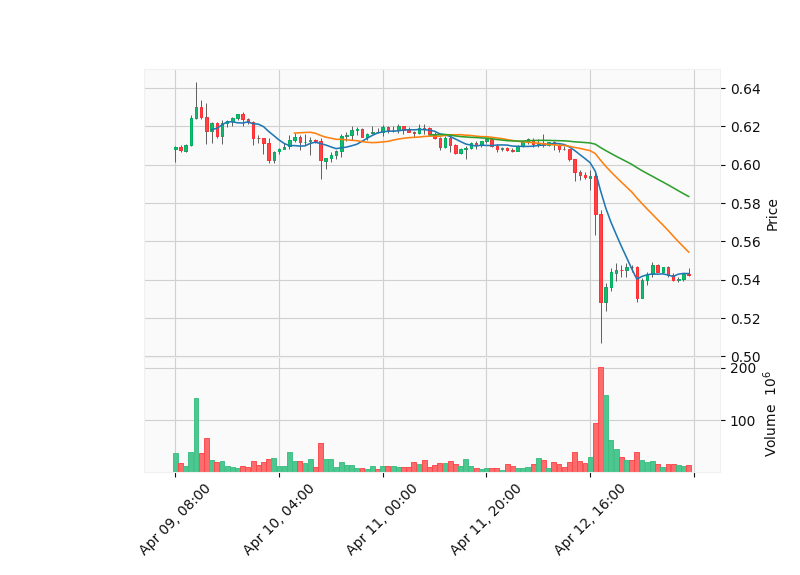 0.64
0.62
0.60
0.58
0.56
0.54
0.52
0.50
Price
200
100
Volume 10^6
Apr 09, 08:00
Apr 10, 04:00
Apr 11, 00:00
Apr 11, 20:00
Apr 12, 16:00